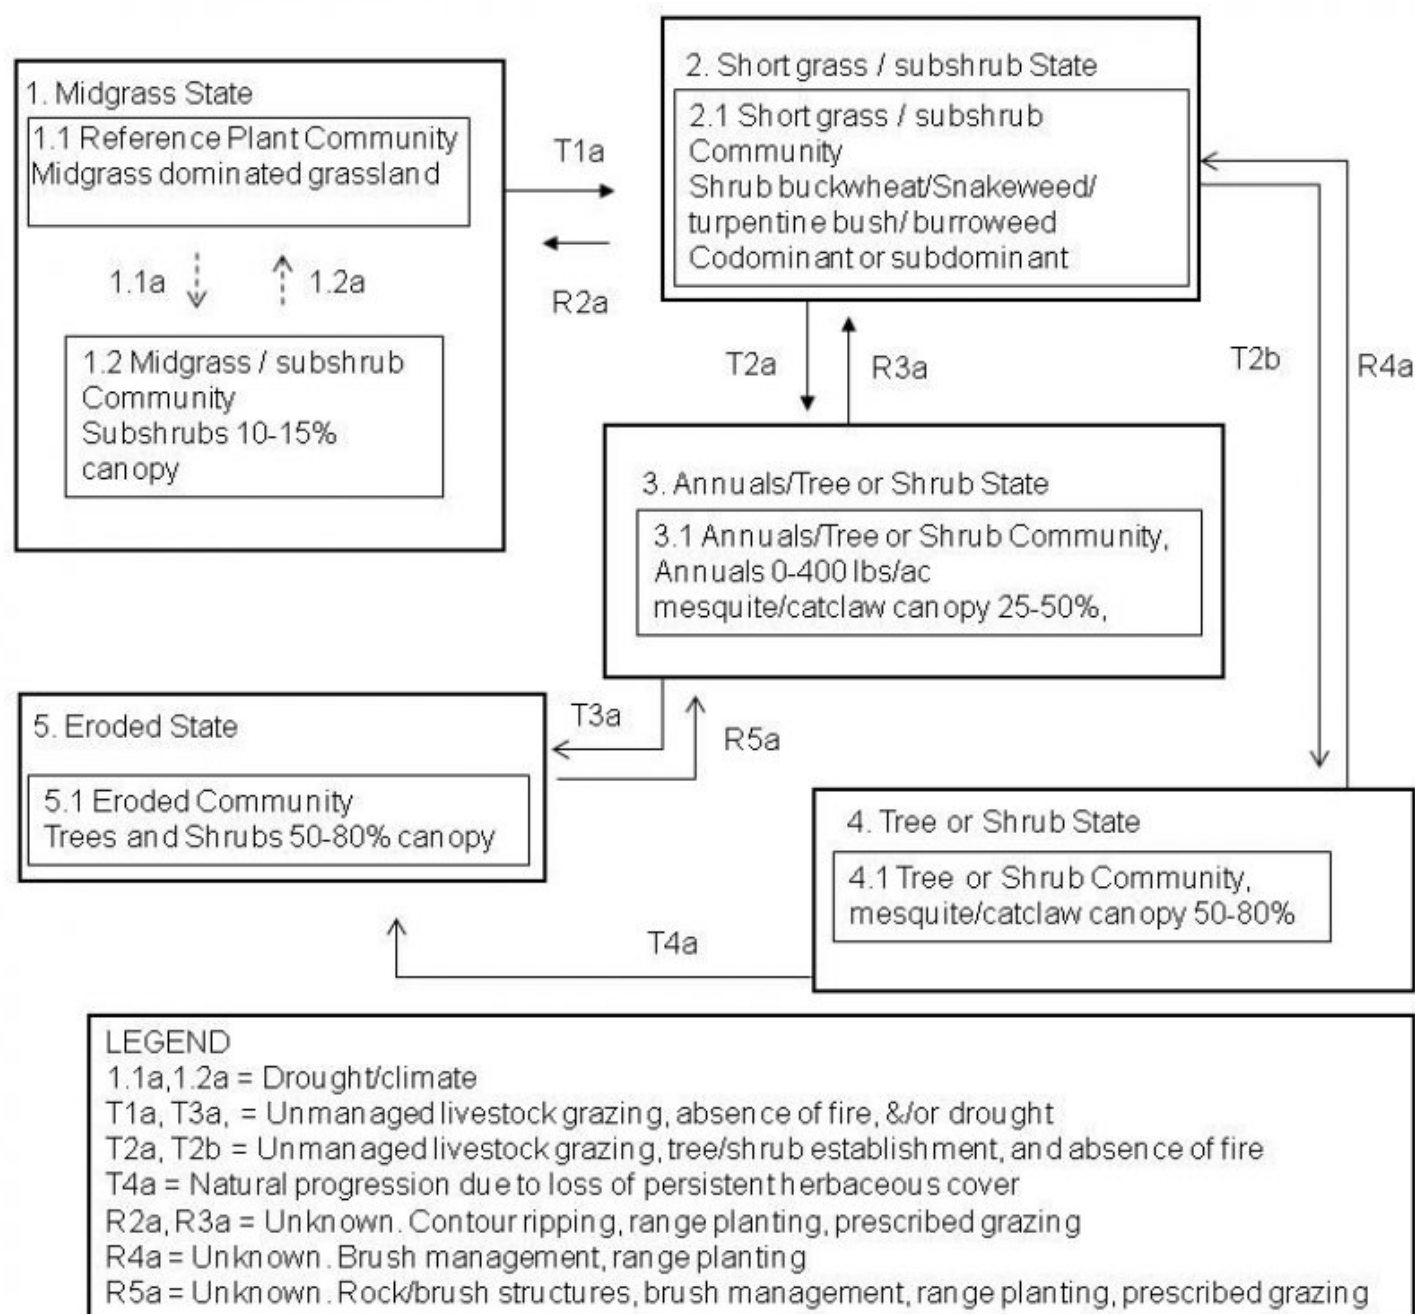 1. Midgrass State
1.1 Reference Plant Community
Midgrass dominated grassland
1.1a
1.2a
1.2 Midgrass / subshrub
Community
Subshrubs 10-15%
canopy
T1a
R2a
2. Short grass / subshrub State
2.1 Short grass / subshrub
Community
Shrub buckwheat/Snakeweed/
turpentine bush/ burroweed
Codominant or subdominant
T2a
R3a
T2b
R4a
3. Annuals/Tree or Shrub State
3.1 Annuals/Tree or Shrub Community,
Annuals 0-400 lbs/ac
mesquite/catclaw canopy 25-50%,
T3a
R5a
5. Eroded State
5.1 Eroded Community
Trees and Shrubs 50-80% canopy
4. Tree or Shrub State
4.1 Tree or Shrub Community,
mesquite/catclaw canopy 50-80%
T4a
LEGEND
1.1a,1.2a = Drought/climate
T1a, T3a, = Unmanaged livestock grazing, absence of fire, &/or drought
T2a, T2b = Unmanaged livestock grazing, tree/shrub establishment, and absence of fire
T4a = Natural progression due to loss of persistent herbaceous cover
R2a, R3a = Unknown. Contour ripping, range planting, prescribed grazing
R4a = Unknown. Brush management, range planting
R5a = Unknown. Rock/brush structures, brush management, range planting, prescribed grazing